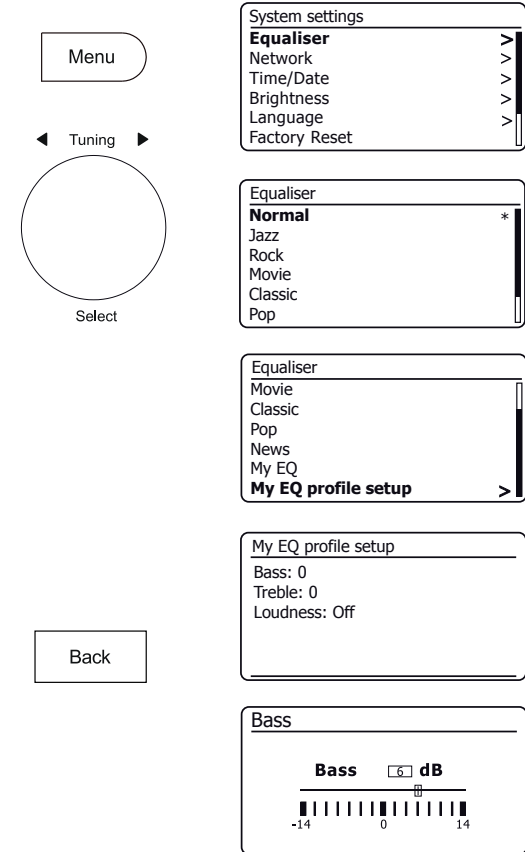 Menu
◄ Tuning ►
Select
System settings
Equaliser >
Network >
Time/Date >
Brightness >
Language >
Factory Reset
Equaliser
Normal *
Jazz
Rock
Movie
Classic
Pop
Equaliser
Movie
Classic
Pop
News
My EQ
My EQ profile setup >
My EQ profile setup
Bass: 0
Treble: 0
Loudness: Off
Back
Bass
Bass 6 dB
-14 0 14